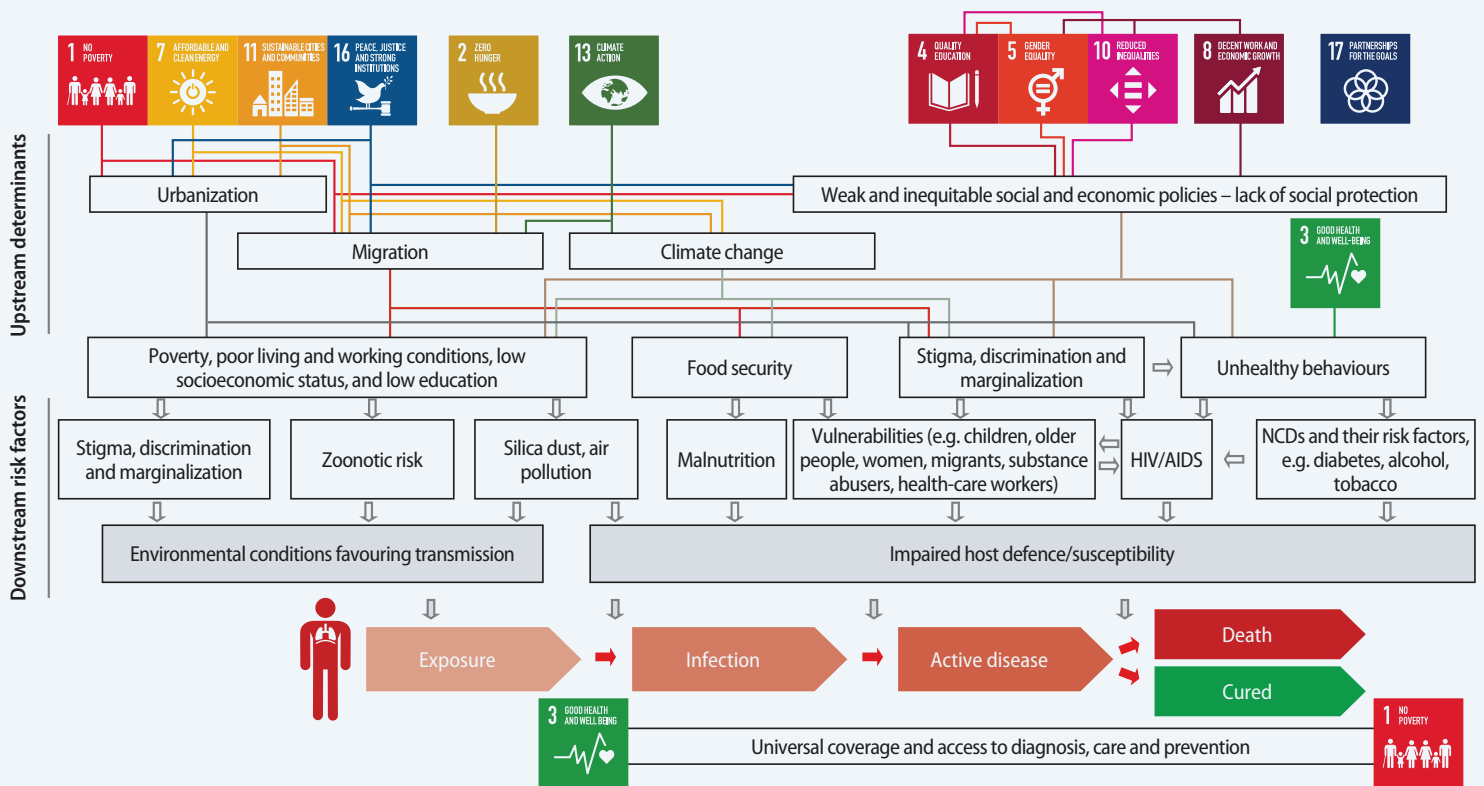 1 NO
POVERTY
7 AFFORDABLE AND
CLEAN ENERGY
11 SUSTAINABLE CITIES
AND COMMUNITIES
16 PEACE, JUSTICE
AND STRONG
INSTITUTIONS
2 ZERO
HUNGER
13 CLIMATE
ACTION
4 QUALITY
EDUCATION
5 GENDER
EQUALITY
10 REDUCED
INEQUALITIES
8 DECENT WORK AND
ECONOMIC GROWTH
17 PARTNERSHIPS
FOR THE GOALS
Upstream determinants
Urbanization
Weak and inequitable social and economic policies – lack of social protection
Migration
Climate change
3 GOOD HEALTH
AND WELL-BEING
Poverty, poor living and working conditions, low
socioeconomic status, and low education
Food security
Stigma, discrimination and
marginalization
Unhealthy behaviours
Downstream risk factors
Stigma, discrimination
and marginalization
Zoonotic risk
Silica dust, air
pollution
Malnutrition
Vulnerabilities (e.g. children, older
people, women, migrants, substance
abusers, health-care workers)
HIV/AIDS
NCDs and their risk factors,
e.g. diabetes, alcohol,
tobacco
Environmental conditions favouring transmission
Impaired host defence/susceptibility
Exposure
Infection
Active disease
Death
Cured
3 GOOD HEALTH
AND WELL BEING
Universal coverage and access to diagnosis, care and prevention
1 NO
POVERTY